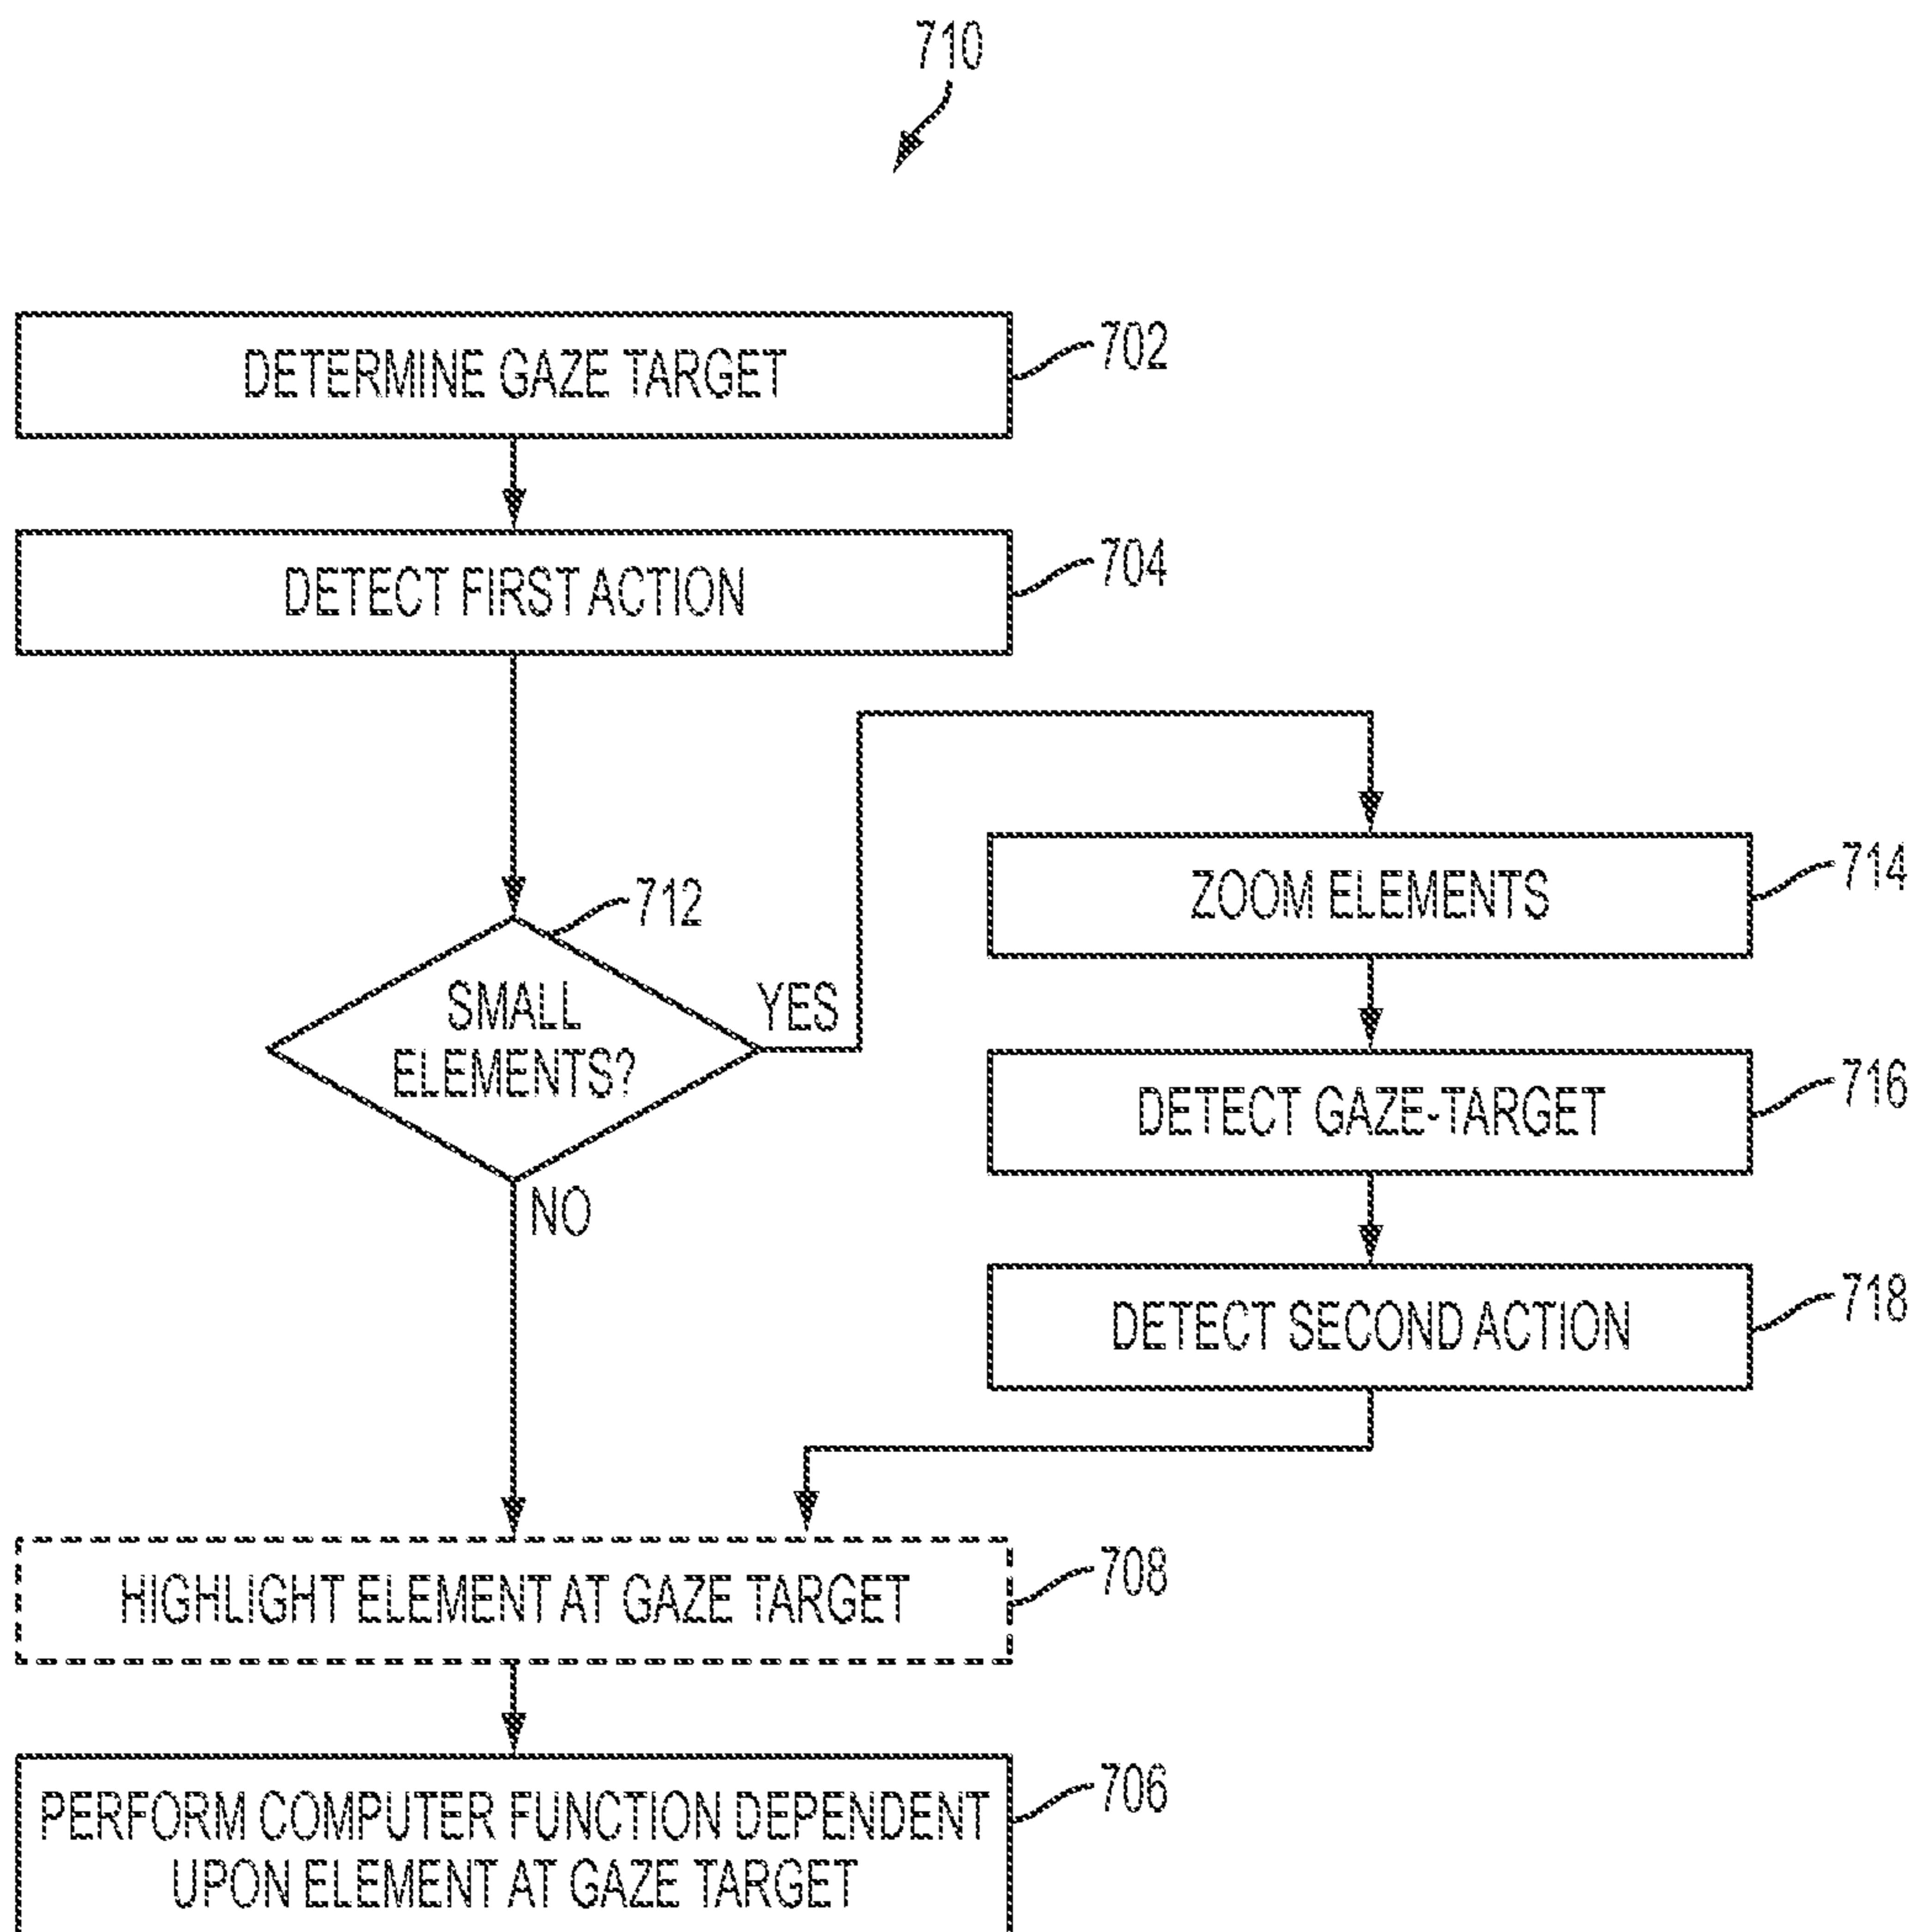 710
DETERMINE GAZE TARGET
702
DETECT FIRST ACTION
704
712
SMALL
ELEMENTS?
YES
NO
ZOOM ELEMENTS
714
DETECT GAZE-TARGET
716
DETECT SECOND ACTION
718
HIGHLIGHT ELEMENT AT GAZE TARGET
708
PERFORM COMPUTER FUNCTION DEPENDENT
UPON ELEMENT AT GAZE TARGET
706